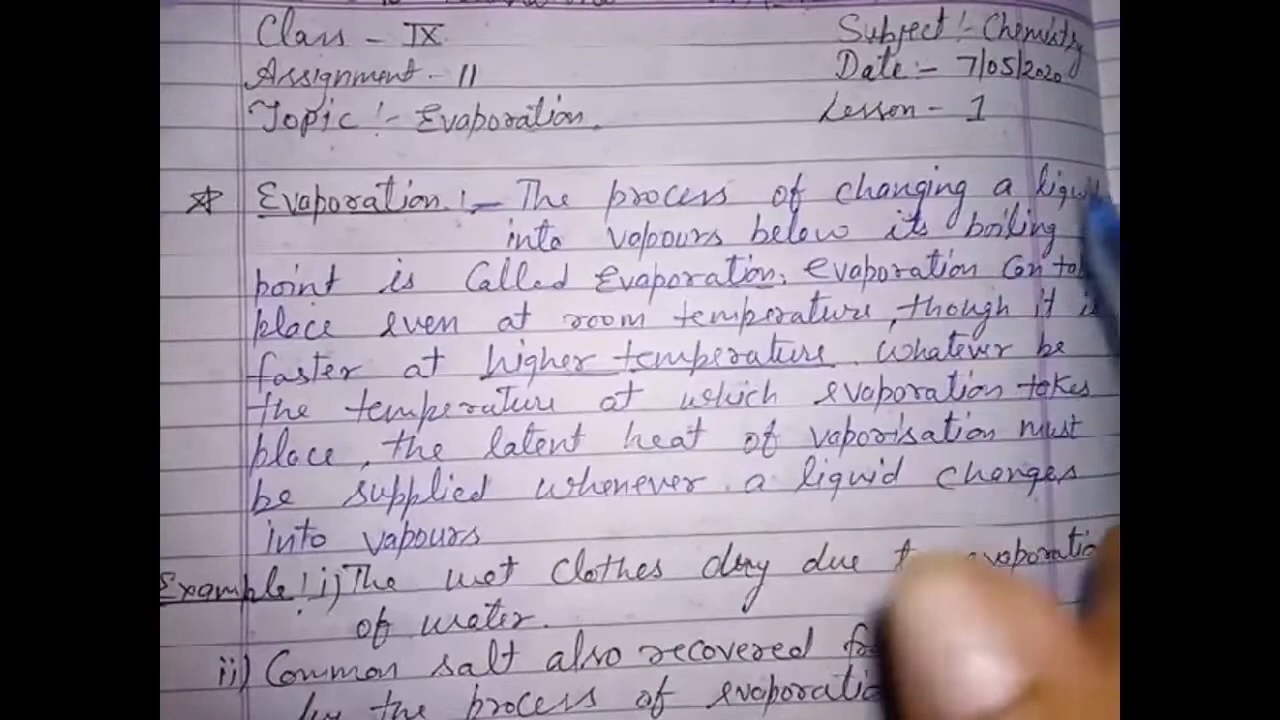 Class - IX
Subject :- Chemistry
Assignment - 11
Date :- 7/05/2020
Topic :- Evaporation.
Lesson - 1
☆ Evaporation :- The process of changing a
into vapours below its boiling
point is Called Evaporation. evaporation Can
place even at room temperature, though it
faster at higher temperature. Whatever be
the temperature at which evaporation takes
place, the latent heat of vaporisation must
be supplied whenever a liquid changes
into vapours
Example :- i) The wet clothes dry due
of water.
ii) Common salt also recovered
by the process of